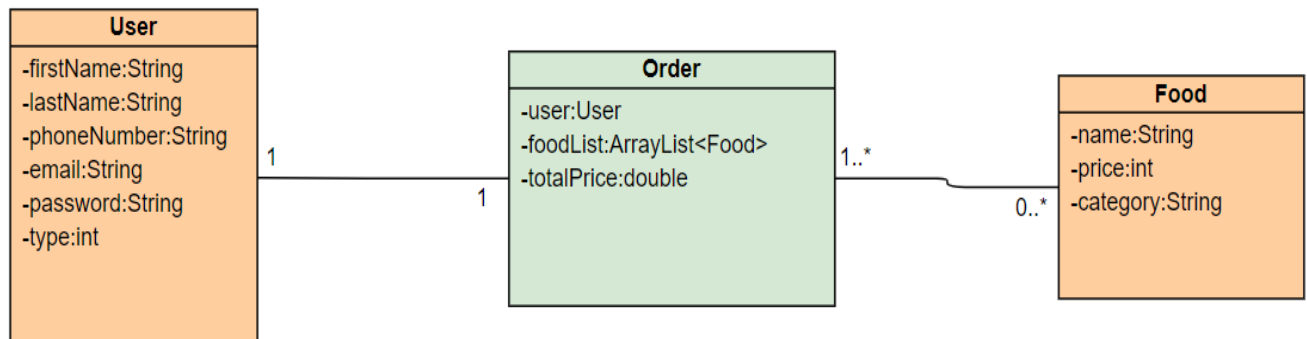 User
-firstName:String
-lastName:String
-phoneNumber:String
-email:String
-password:String
-type:int
1
1
Order
-user:User
-foodList:ArrayList<Food>
-totalPrice:double
1..*
0..*
Food
-name:String
-price:int
-category:String